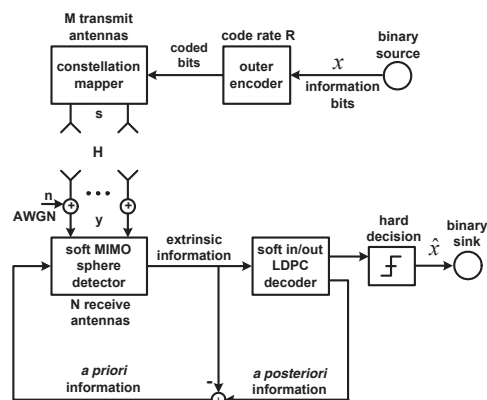 M transmit
antennas
constellation
mapper
coded
bits
code rate R
outer
encoder
x
information
bits
binary
source
s
H
n
AWGN
+
...
+
y
soft MIMO
sphere
detector
N receive
antennas
extrinsic
information
soft in/out
LDPC
decoder
hard
decision
x̂
binary
sink
a priori
information
-
+
a posteriori
information